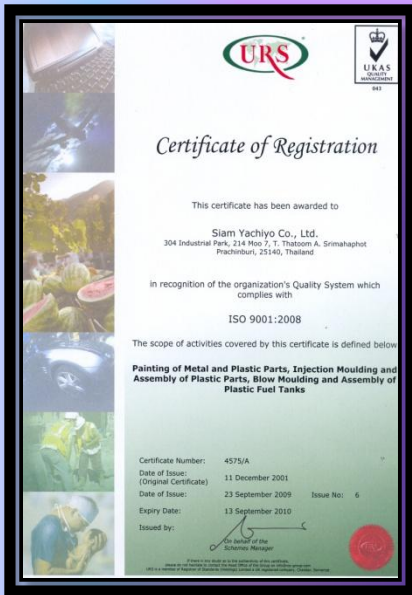 URS
UKAS
QUALITY
MANAGEMENT
043
Certificate of Registration
This certificate has been awarded to
Siam Yachiyo Co., Ltd.
304 Industrial Park, 214 Moo 7, T. Thatoom A. Srimahaphot
Prachinburi, 25140, Thailand
in recognition of the organization's Quality System which
complies with
ISO 9001:2008
The scope of activities covered by this certificate is defined below
Painting of Metal and Plastic Parts, Injection Moulding and
Assembly of Plastic Parts, Blow Moulding and Assembly of
Plastic Fuel Tanks
Certificate Number: 4575/A
Date of Issue:
(Original Certificate) 11 December 2001
Date of Issue: 23 September 2009 Issue No: 6
Expiry Date: 13 September 2010
Issued by:
On behalf of the
Schemes Manager